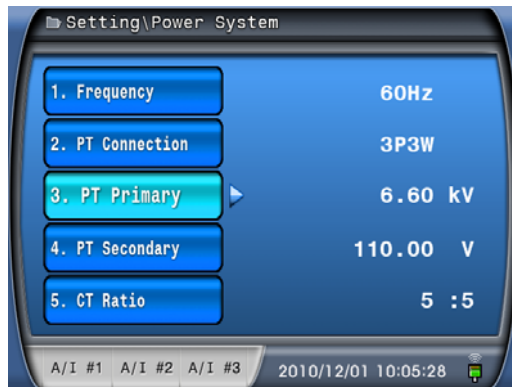 Setting\Power System
1. Frequency 60Hz
2. PT Connection 3P3W
3. PT Primary 6.60 kV
4. PT Secondary 110.00 V
5. CT Ratio 5 :5
A/I #1 A/I #2 A/I #3 2010/12/01 10:05:28